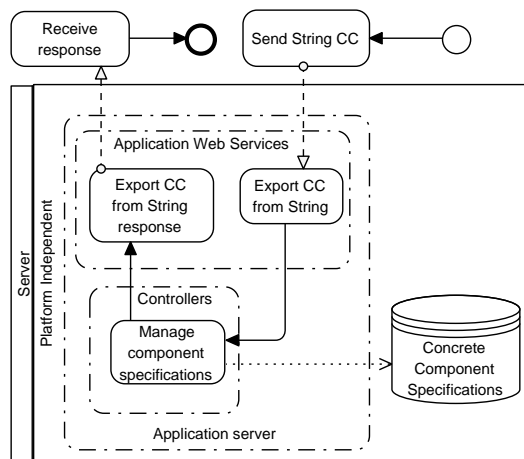 Receive
response
Send String CC
Server
Platform Independent
Application Web Services
Export CC
from String
response
Export CC
from String
Controllers
Manage
component
specifications
Concrete
Component
Specifications
Application server